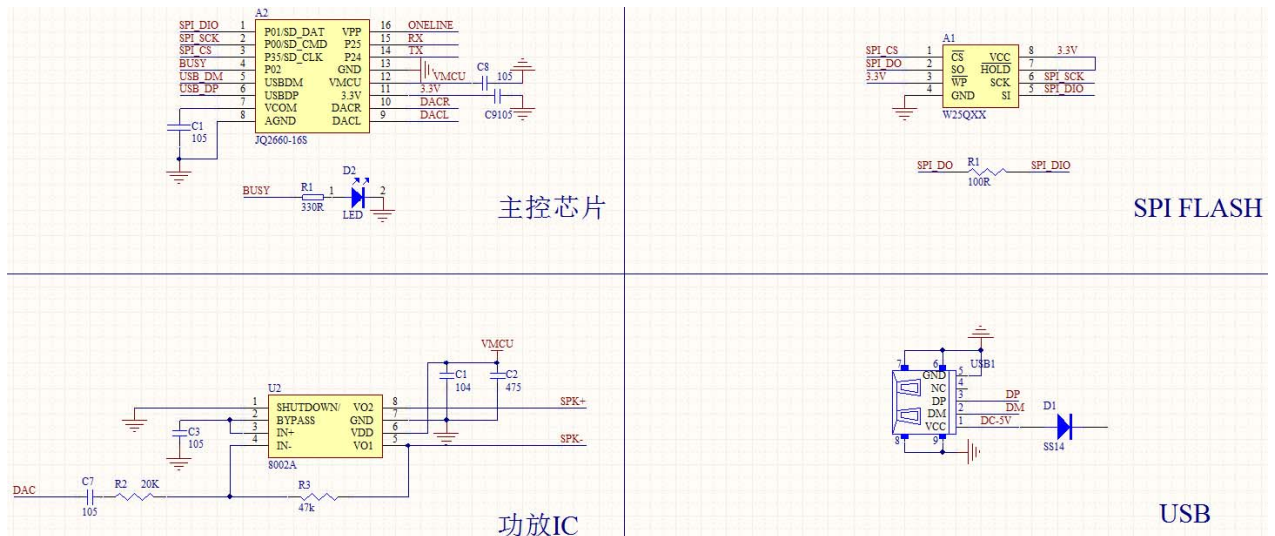 A2
SPI_DIO 1 P01/SD_DAT VPP 16 ONELINE
SPI_SCK 2 P00/SD_CMD P25 15 RX
SPI_CS 3 P35/SD_CLK P24 14 TX
BUSY 4 P02 GND 13
USB_DM 5 USBDM VMCU 12 VMCU C8 105
USB_DP 6 USBDP 3.3V 11 3.3V
7 VCOM DACR 10 DACR
8 AGND DACL 9 DACL C9105
C1
105
JQ2660-16S
D2
BUSY R1 1 2
330R LED
主控芯片
A1
SPI_CS 1 CS VCC 8 3.3V
SPI_DO 2 SO HOLD 7
3.3V 3 WP SCK 6 SPI_SCK
4 GND SI 5 SPI_DIO
W25QXX
SPI_DO R1 SPI_DIO
100R
SPI FLASH
VMCU
C1 C2
104 475
U2
1 SHUTDOWN/ VO2 8 SPK+
2 BYPASS GND 7
3 IN+ VDD 6
4 IN- VO1 5 SPK-
C3
105
8002A
DAC C7 R2 20K R3
105 47k
功放IC
7 6 USB1
GND 5
NC 4
DP 3 DP
DM 2 DM
VCC 1 DC-5V D1
8 9 SS14
USB